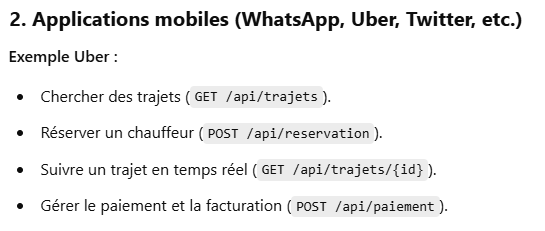 2. Applications mobiles (WhatsApp, Uber, Twitter, etc.)
Exemple Uber :
• Chercher des trajets (GET /api/trajets).
• Réserver un chauffeur (POST /api/reservation).
• Suivre un trajet en temps réel (GET /api/trajets/{id}).
• Gérer le paiement et la facturation (POST /api/paiement).